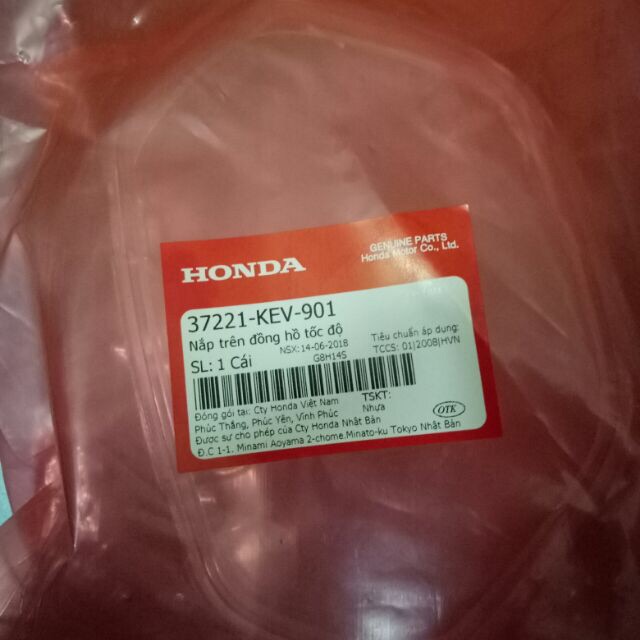 HONDA
GENUINE PARTS
Honda Motor Co., Ltd.
37221-KEV-901
Nắp trên đồng hồ tốc độ
NSX:14-06-2018
Tiêu chuẩn áp dụng:
SL: 1 Cái
G8H14S
TCCS: 01|2008|HVN
Đóng gói tại: Cty Honda Việt Nam
Phúc Thắng, Phúc Yên, Vĩnh Phúc
TSKT:
Nhựa
OTK
Được sự cho phép của Cty Honda Nhật Bản
Đ.C 1-1. Minami Aoyama 2-chome.Minato-ku Tokyo Nhật Bản